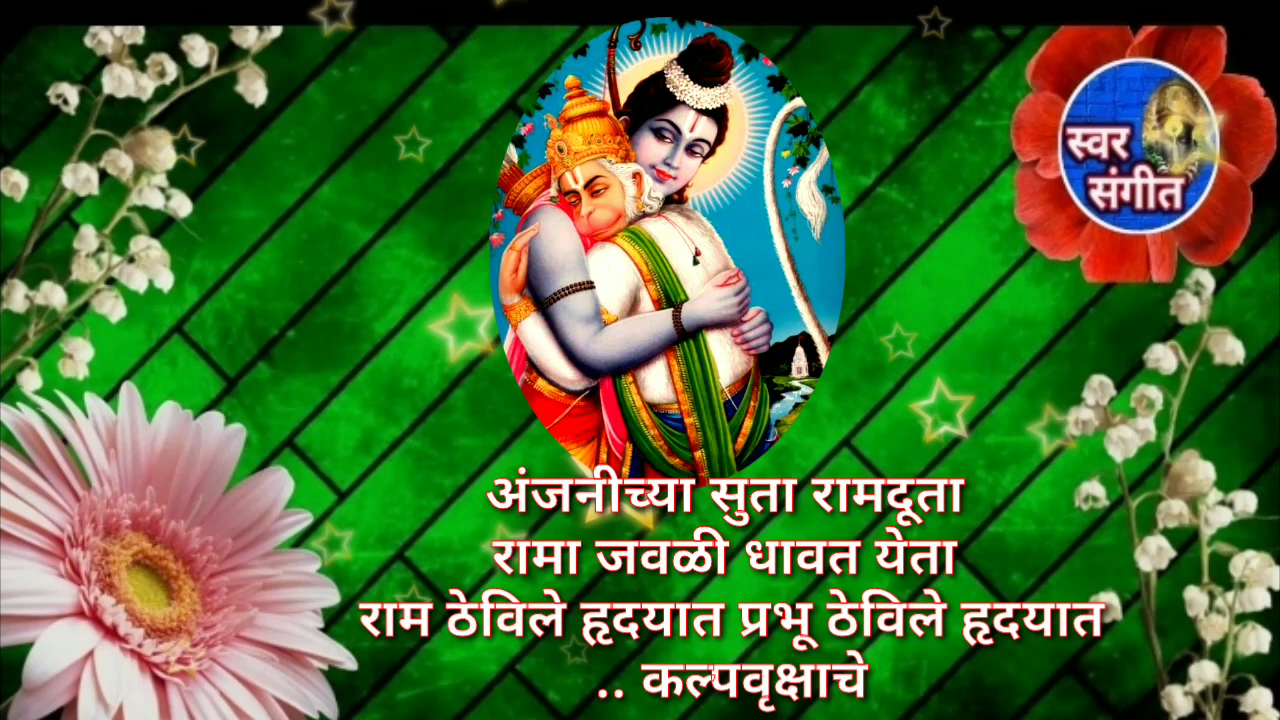 स्वर
संगीत
अंजनीच्या सुता रामदूता
रामा जवळी धावत येता
राम ठेविले हृदयात प्रभू ठेविले हृदयात
.. कल्पवृक्षाचे